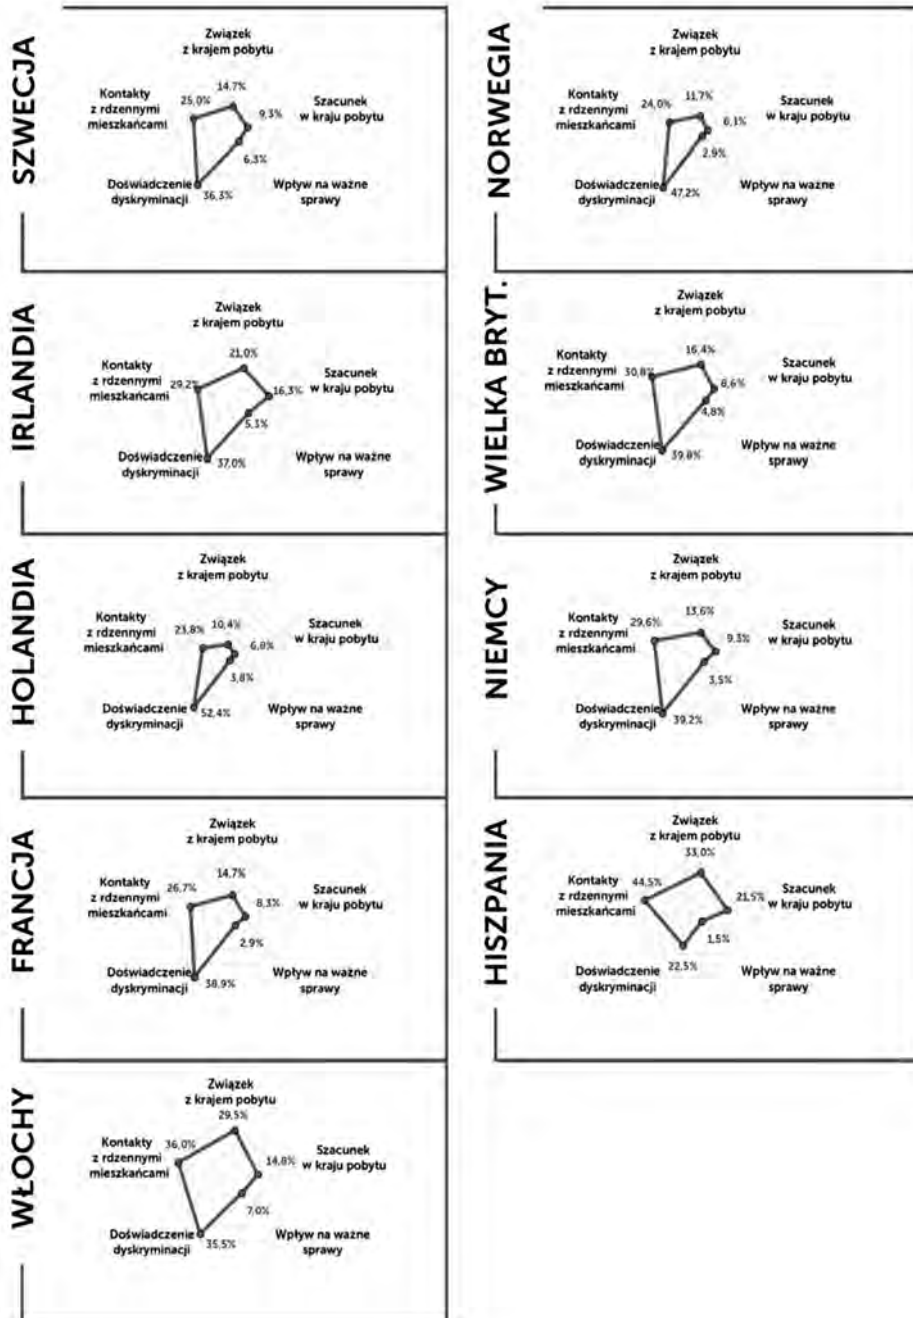 SZWECJA
Związek
z krajem pobytu
14,7%
Kontakty
z rdzennymi
mieszkańcami
25,0%
9,3%
Szacunek
w kraju pobytu
6,3%
Doświadczenie
dyskryminacji
36,3%
Wpływ na ważne
sprawy
NORWEGIA
Związek
z krajem pobytu
11,7%
Kontakty
z rdzennymi
mieszkańcami
24,0%
6,1%
Szacunek
w kraju pobytu
2,9%
Doświadczenie
dyskryminacji
47,2%
Wpływ na ważne
sprawy
IRLANDIA
Związek
z krajem pobytu
21,0%
Kontakty
z rdzennymi
mieszkańcami
29,2%
16,3%
Szacunek
w kraju pobytu
5,3%
Doświadczenie
dyskryminacji
37,0%
Wpływ na ważne
sprawy
WIELKA BRYT.
Związek
z krajem pobytu
16,4%
Kontakty
z rdzennymi
mieszkańcami
30,8%
8,6%
Szacunek
w kraju pobytu
4,8%
Doświadczenie
dyskryminacji
39,8%
Wpływ na ważne
sprawy
HOLANDIA
Związek
z krajem pobytu
10,4%
Kontakty
z rdzennymi
mieszkańcami
23,8%
6,8%
Szacunek
w kraju pobytu
3,8%
Doświadczenie
dyskryminacji
52,4%
Wpływ na ważne
sprawy
NIEMCY
Związek
z krajem pobytu
13,6%
Kontakty
z rdzennymi
mieszkańcami
29,6%
9,3%
Szacunek
w kraju pobytu
3,5%
Doświadczenie
dyskryminacji
39,2%
Wpływ na ważne
sprawy
FRANCJA
Związek
z krajem pobytu
14,7%
Kontakty
z rdzennymi
mieszkańcami
26,7%
8,3%
Szacunek
w kraju pobytu
2,9%
Doświadczenie
dyskryminacji
38,9%
Wpływ na ważne
sprawy
HISZPANIA
Związek
z krajem pobytu
33,0%
Kontakty
z rdzennymi
mieszkańcami
44,5%
21,5%
Szacunek
w kraju pobytu
1,5%
Doświadczenie
dyskryminacji
22,5%
Wpływ na ważne
sprawy
WŁOCHY
Związek
z krajem pobytu
29,5%
Kontakty
z rdzennymi
mieszkańcami
36,0%
14,8%
Szacunek
w kraju pobytu
7,0%
Doświadczenie
dyskryminacji
35,5%
Wpływ na ważne
sprawy